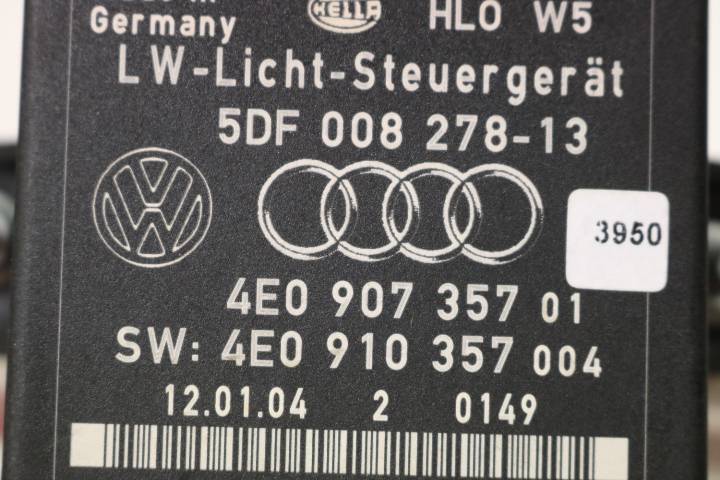 Germany HELLA HLO W5
LW-Licht-Steuergerät
5DF 008 278-13
3950
4E0 907 357 01
SW: 4E0 910 357 004
12.01.04 2 0149